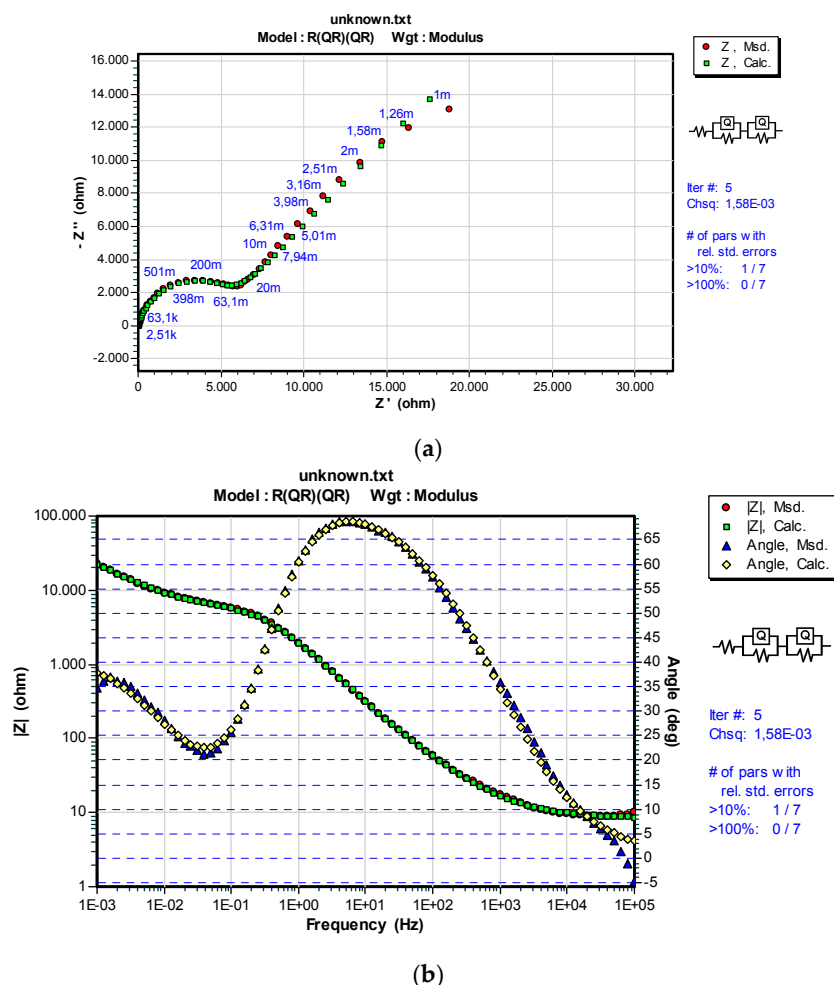 unknown.txt
Model : R(QR)(QR) Wgt : Modulus
Z , Msd.
Z , Calc.
Q
Q
Iter #: 5
Chsq: 1,58E-03
# of pars with
rel. std. errors
>10%: 1 / 7
>100%: 0 / 7
- Z'' (ohm)
16.000
14.000
12.000
10.000
8.000
6.000
4.000
2.000
0
-2.000
1m
1,26m
1,58m
2m
2,51m
3,16m
3,98m
6,31m
5,01m
10m
7,94m
501m
200m
20m
398m
63,1m
63,1k
2,51k
0
5.000
10.000
15.000
20.000
25.000
30.000
Z ' (ohm)
(a)
unknown.txt
Model : R(QR)(QR) Wgt : Modulus
|Z|, Msd.
|Z|, Calc.
Angle, Msd.
Angle, Calc.
Q
Q
Iter #: 5
Chsq: 1,58E-03
# of pars with
rel. std. errors
>10%: 1 / 7
>100%: 0 / 7
|Z| (ohm)
100.000
10.000
1.000
100
10
1
65
60
55
50
45
40
35
30
25
20
15
10
5
0
-5
Angle (deg)
1E-03
1E-02
1E-01
1E+00
1E+01
1E+02
1E+03
1E+04
1E+05
Frequency (Hz)
(b)